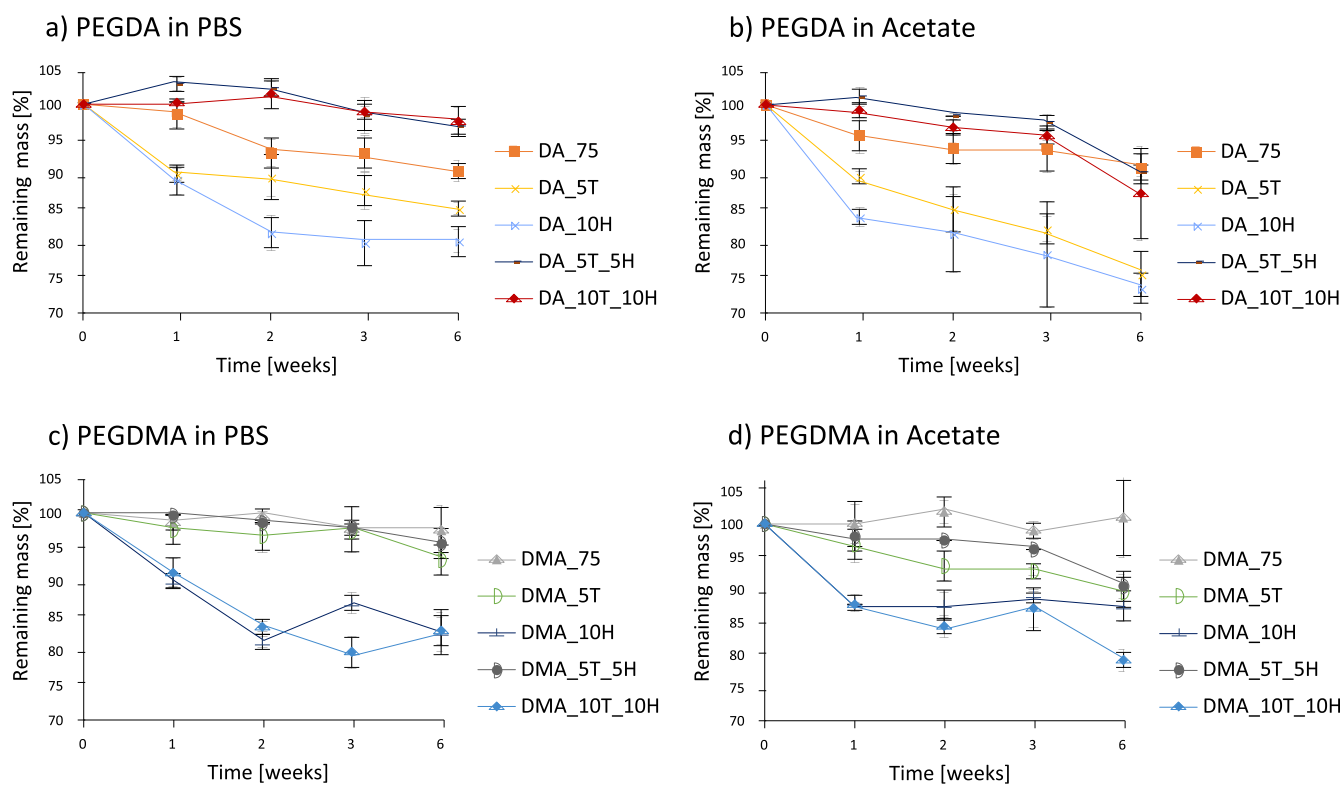 a) PEGDA in PBS
Remaining mass [%]
105
100
95
90
85
80
75
70
0
1
2
3
6
Time [weeks]
DA_75
DA_5T
DA_10H
DA_5T_5H
DA_10T_10H
b) PEGDA in Acetate
Remaining mass [%]
105
100
95
90
85
80
75
70
0
1
2
3
6
Time [weeks]
DA_75
DA_5T
DA_10H
DA_5T_5H
DA_10T_10H
c) PEGDMA in PBS
Remaining mass [%]
105
100
95
90
85
80
75
70
0
1
2
3
6
Time [weeks]
DMA_75
DMA_5T
DMA_10H
DMA_5T_5H
DMA_10T_10H
d) PEGDMA in Acetate
Remaining mass [%]
105
100
95
90
85
80
75
70
0
1
2
3
6
Time [weeks]
DMA_75
DMA_5T
DMA_10H
DMA_5T_5H
DMA_10T_10H